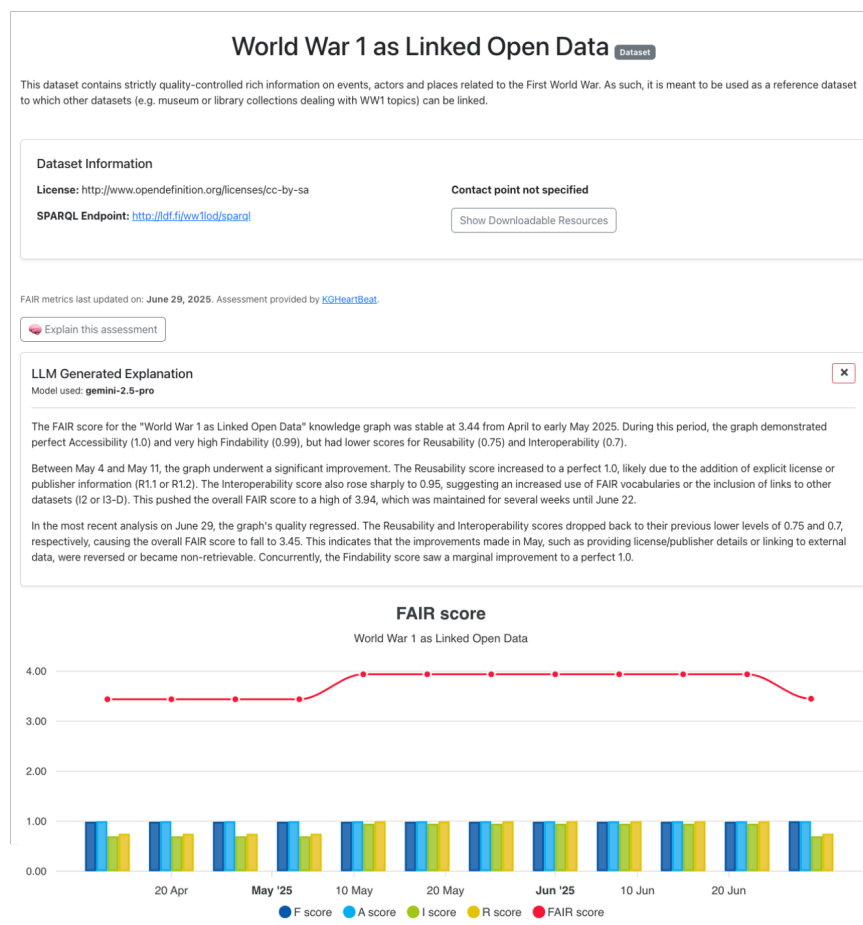 World War 1 as Linked Open Data Dataset
This dataset contains strictly quality-controlled rich information on events, actors and places related to the First World War. As such, it is meant to be used as a reference dataset
to which other datasets (e.g. museum or library collections dealing with WW1 topics) can be linked.
Dataset Information
License: http://www.opendefinition.org/licenses/cc-by-sa
Contact point not specified
SPARQL Endpoint: http://ldf.fi/ww1lod/sparql
Show Downloadable Resources
FAIR metrics last updated on: June 29, 2025. Assessment provided by KGHeartBeat.
🧠 Explain this assessment
LLM Generated Explanation
Model used: gemini-2.5-pro
The FAIR score for the "World War 1 as Linked Open Data" knowledge graph was stable at 3.44 from April to early May 2025. During this period, the graph demonstrated
perfect Accessibility (1.0) and very high Findability (0.99), but had lower scores for Reusability (0.75) and Interoperability (0.7).
Between May 4 and May 11, the graph underwent a significant improvement. The Reusability score increased to a perfect 1.0, likely due to the addition of explicit license or
publisher information (R1.1 or R1.2). The Interoperability score also rose sharply to 0.95, suggesting an increased use of FAIR vocabularies or the inclusion of links to other
datasets (I2 or I3-D). This pushed the overall FAIR score to a high of 3.94, which was maintained for several weeks until June 22.
In the most recent analysis on June 29, the graph's quality regressed. The Reusability and Interoperability scores dropped back to their previous lower levels of 0.75 and 0.7,
respectively, causing the overall FAIR score to fall to 3.45. This indicates that the improvements made in May, such as providing license/publisher details or linking to external
data, were reversed or became non-retrievable. Concurrently, the Findability score saw a marginal improvement to a perfect 1.0.
FAIR score
World War 1 as Linked Open Data
4.00
3.00
2.00
1.00
0.00
20 Apr May '25 10 May 20 May Jun '25 10 Jun 20 Jun
F score A score I score R score FAIR score